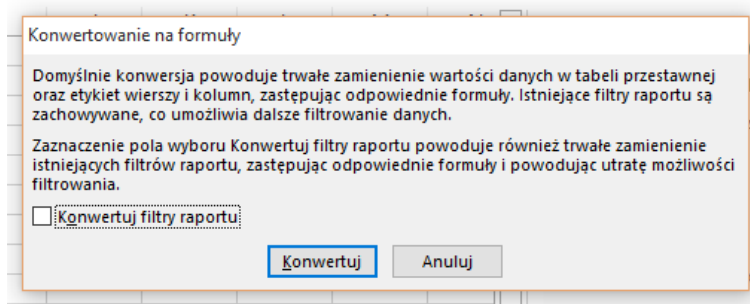 Konwertowanie na formuły
Domyślnie konwersja powoduje trwałe zamienienie wartości danych w tabeli przestawnej
oraz etykiet wierszy i kolumn, zastępując odpowiednie formuły. Istniejące filtry raportu są
zachowywane, co umożliwia dalsze filtrowanie danych.
Zaznaczenie pola wyboru Konwertuj filtry raportu powoduje również trwałe zamienienie
istniejących filtrów raportu, zastępując odpowiednie formuły i powodując utratę możliwości
filtrowania.
Konwertuj filtry raportu
Konwertuj Anuluj